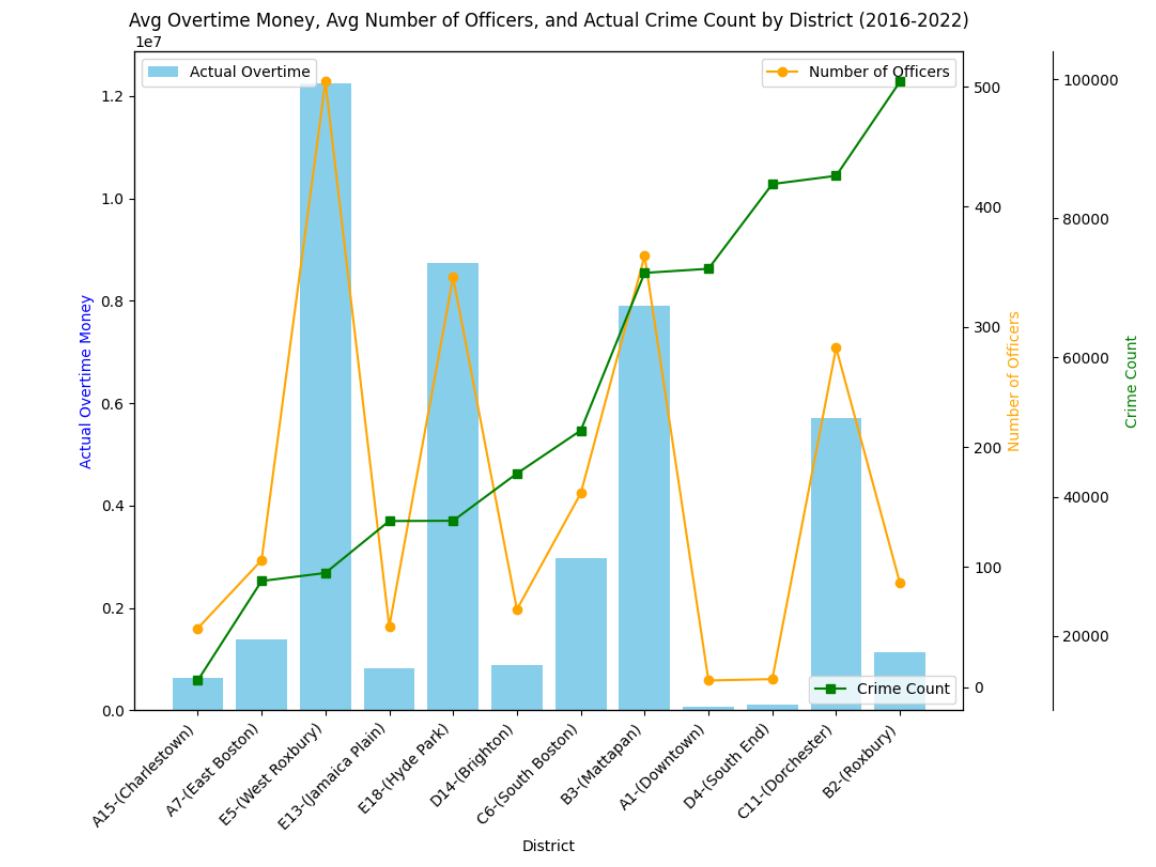 Avg Overtime Money, Avg Number of Officers, and Actual Crime Count by District (2016-2022)
1e7
Actual Overtime
Number of Officers
Crime Count
1.2
1.0
0.8
0.6
0.4
0.2
0.0
Actual Overtime Money
500
400
300
200
100
0
Number of Officers
100000
80000
60000
40000
20000
Crime Count
A15-(Charlestown)
A7-(East Boston)
E5-(West Roxbury)
E13-(Jamaica Plain)
E18-(Hyde Park)
D14-(Brighton)
C6-(South Boston)
B3-(Mattapan)
A1-(Downtown)
D4-(South End)
C11-(Dorchester)
B2-(Roxbury)
District